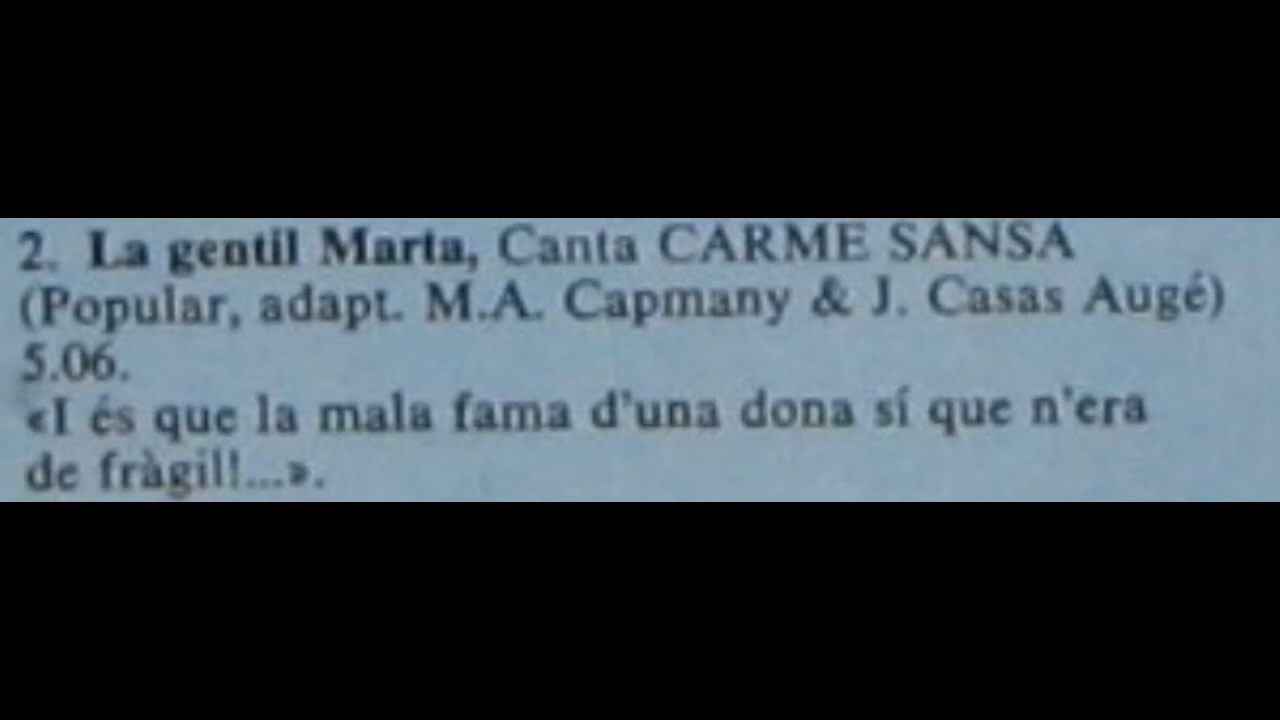 2. La gentil Marta, Canta CARME SANSA
(Popular, adapt. M.A. Capmany & J. Casas Augé)
5.06.
«I és que la mala fama d'una dona sí que n'era
de fràgil!...».